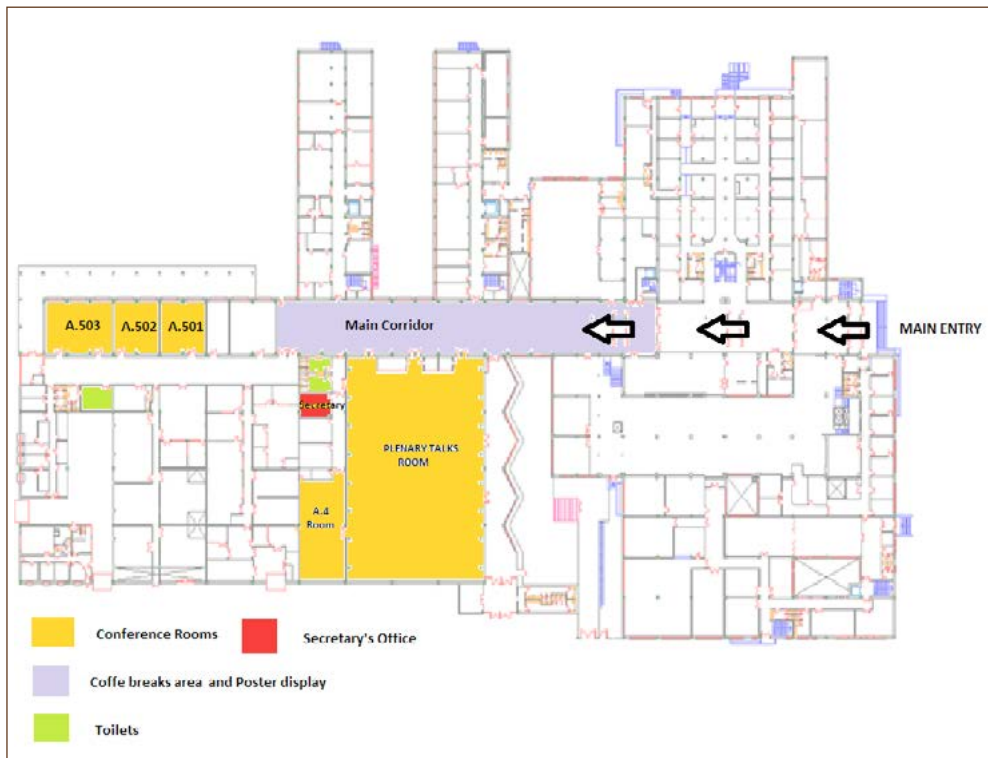 A.503
A.502
A.501
Main Corridor
MAIN ENTRY
Secretary
PLENARY TALKS
ROOM
A.4
Room
Conference Rooms
Secretary's Office
Coffe breaks area and Poster display
Toilets